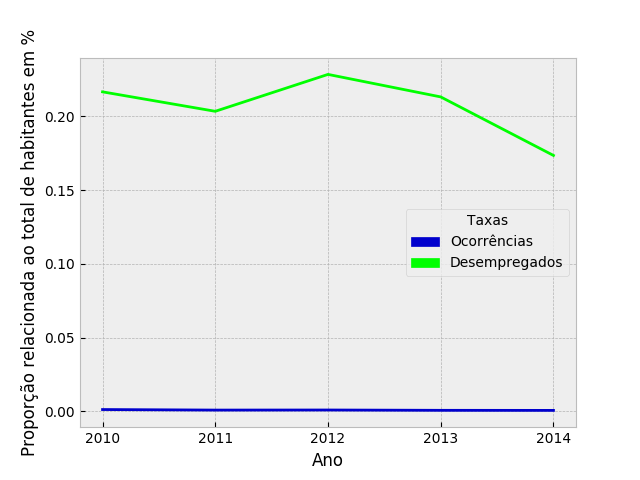 Proporção relacionada ao total de habitantes em %
0.20
0.15
0.10
0.05
0.00
Taxas
Ocorrências
Desempregados
2010 2011 2012 2013 2014
Ano